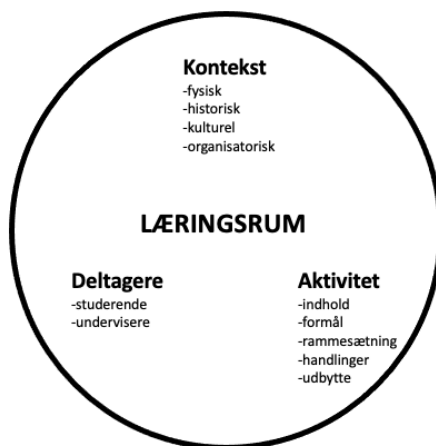 Kontekst
-fysisk
-historisk
-kulturel
-organisatorisk
LÆRINGSRUM
Deltagere
-studerende
-undervisere
Aktivitet
-indhold
-formål
-rammesætning
-handlinger
-udbytte